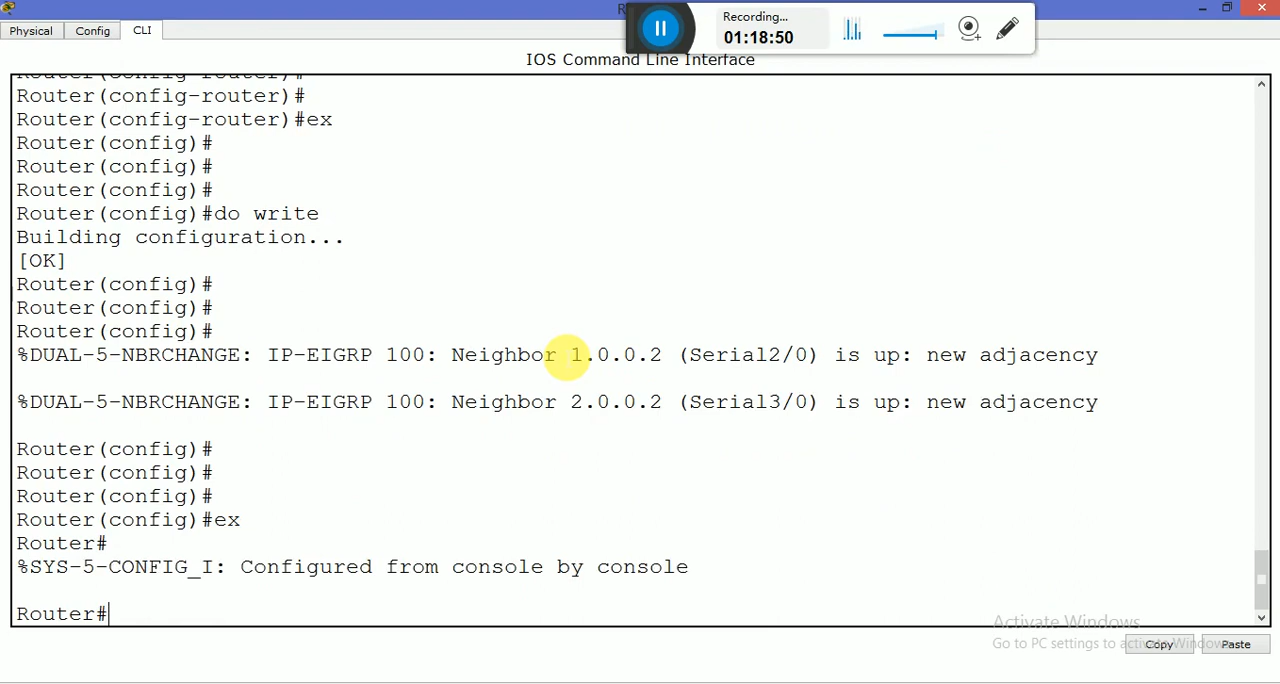 Recording...
01:18:50
Physical Config CLI
IOS Command Line Interface
Router(config-router)#
Router(config-router)#
Router(config-router)#ex
Router(config)#
Router(config)#
Router(config)#
Router(config)#do write
Building configuration...
[OK]
Router(config)#
Router(config)#
Router(config)#
%DUAL-5-NBRCHANGE: IP-EIGRP 100: Neighbor 1.0.0.2 (Serial2/0) is up: new adjacency
%DUAL-5-NBRCHANGE: IP-EIGRP 100: Neighbor 2.0.0.2 (Serial3/0) is up: new adjacency
Router(config)#
Router(config)#
Router(config)#
Router(config)#ex
Router#
%SYS-5-CONFIG_I: Configured from console by console
Router#
Activate Windows
Go to PC settings to activate Windows.
Copy Paste